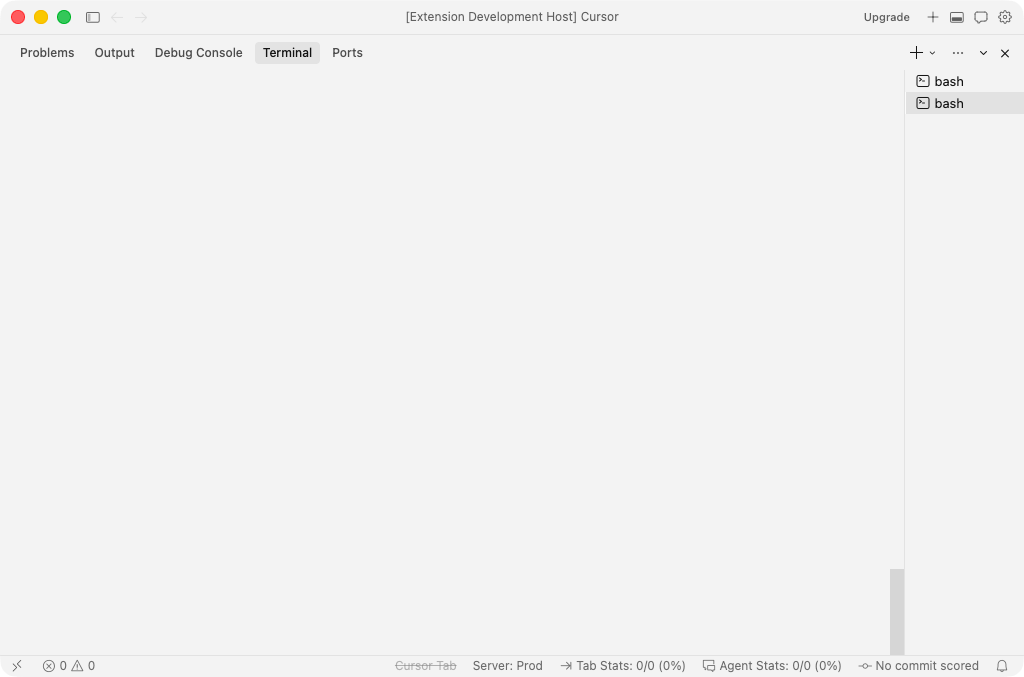 [Extension Development Host] Cursor
Upgrade
Problems Output Debug Console Terminal Ports
bash
bash
0 0 Cursor Tab Server: Prod Tab Stats: 0/0 (0%) Agent Stats: 0/0 (0%) No commit scored